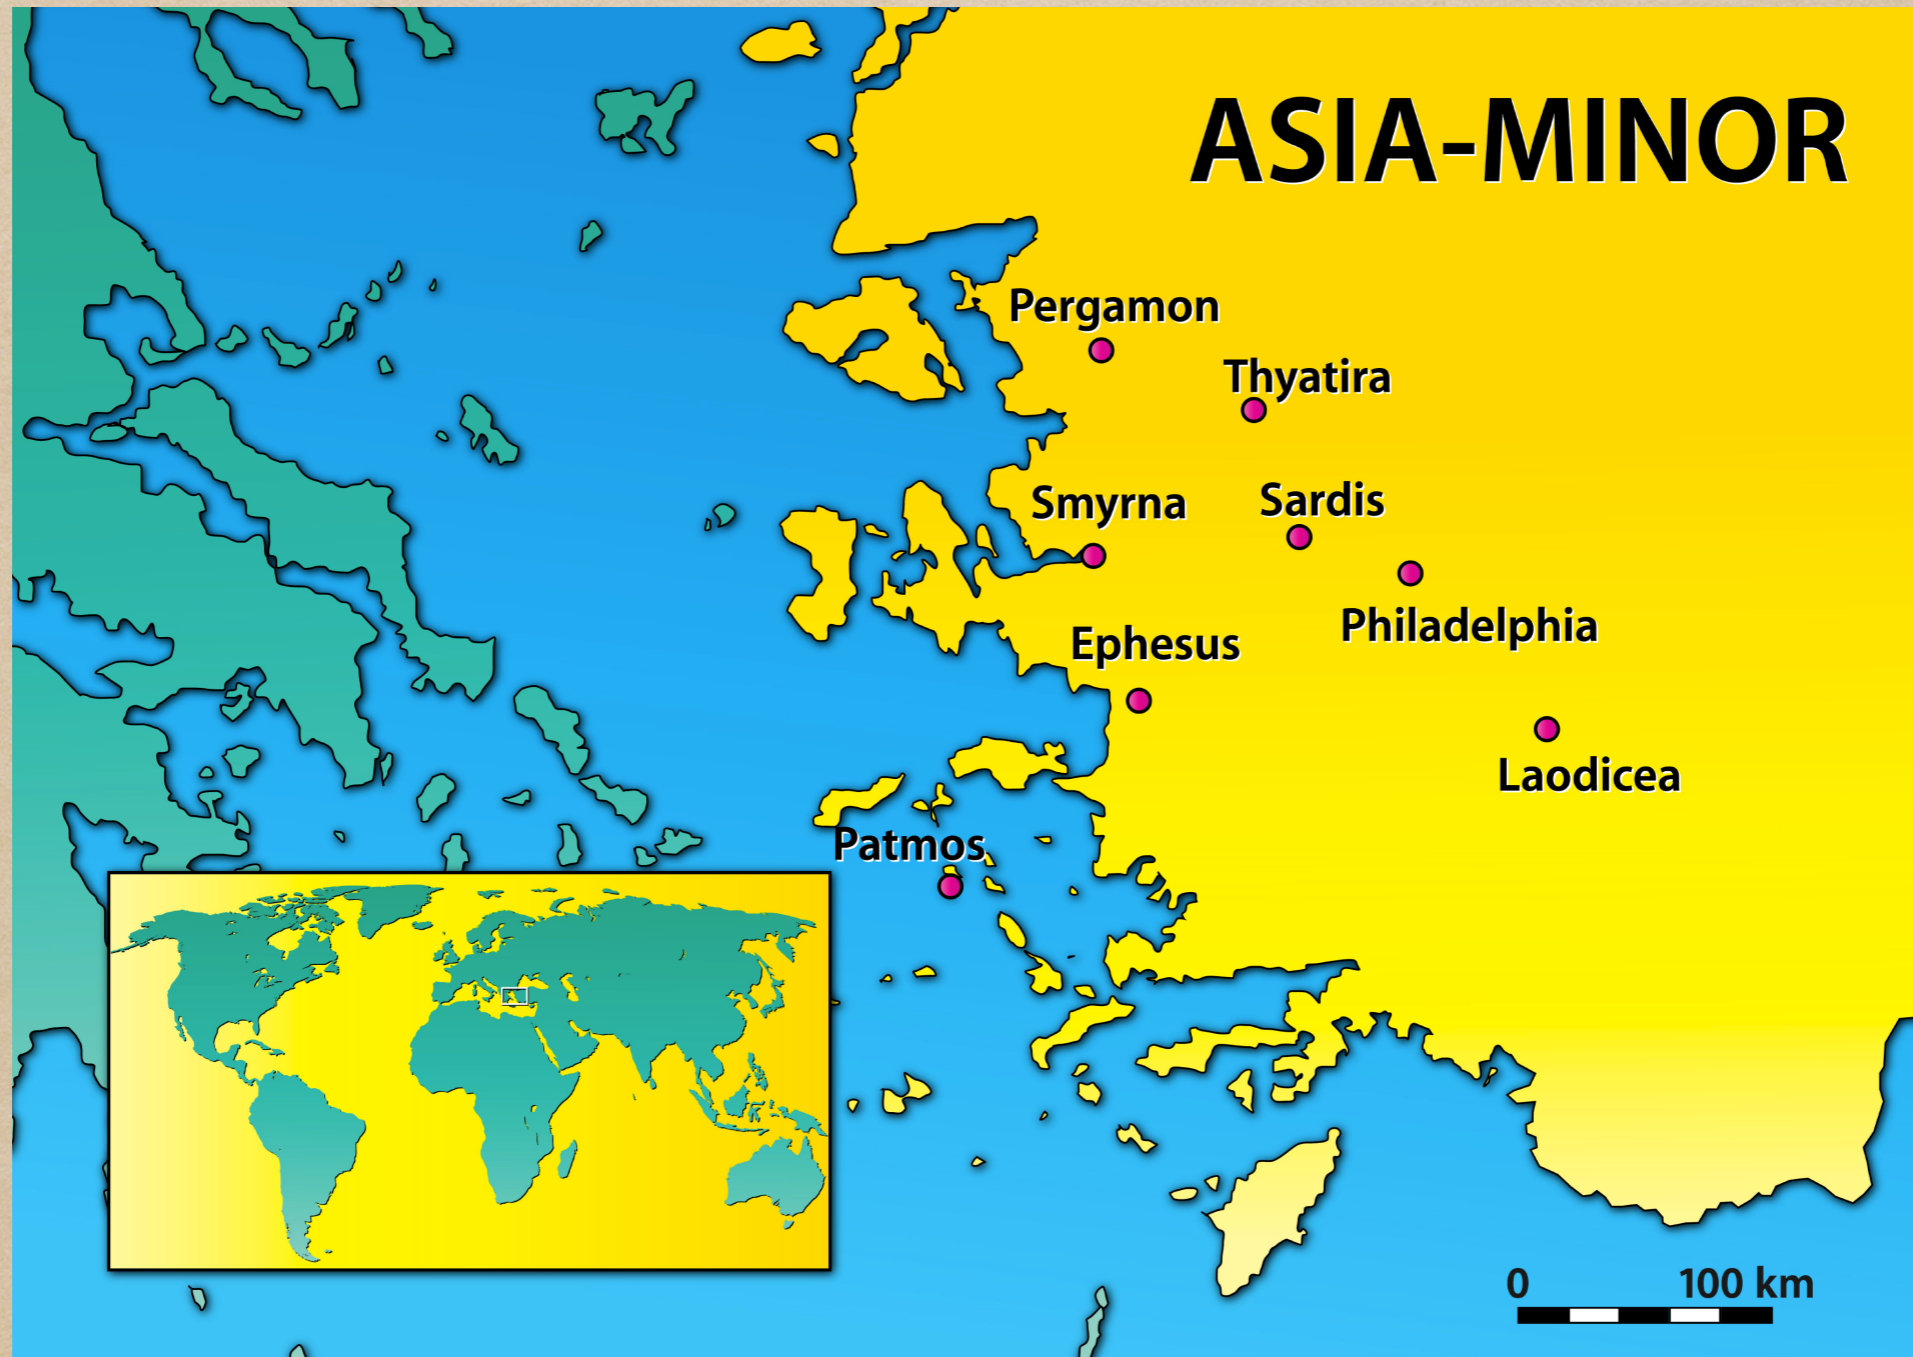 ASIA-MINOR
Pergamon
Thyatira
Smyrna
Sardis
Philadelphia
Ephesus
Laodicea
Patmos
0 100 km